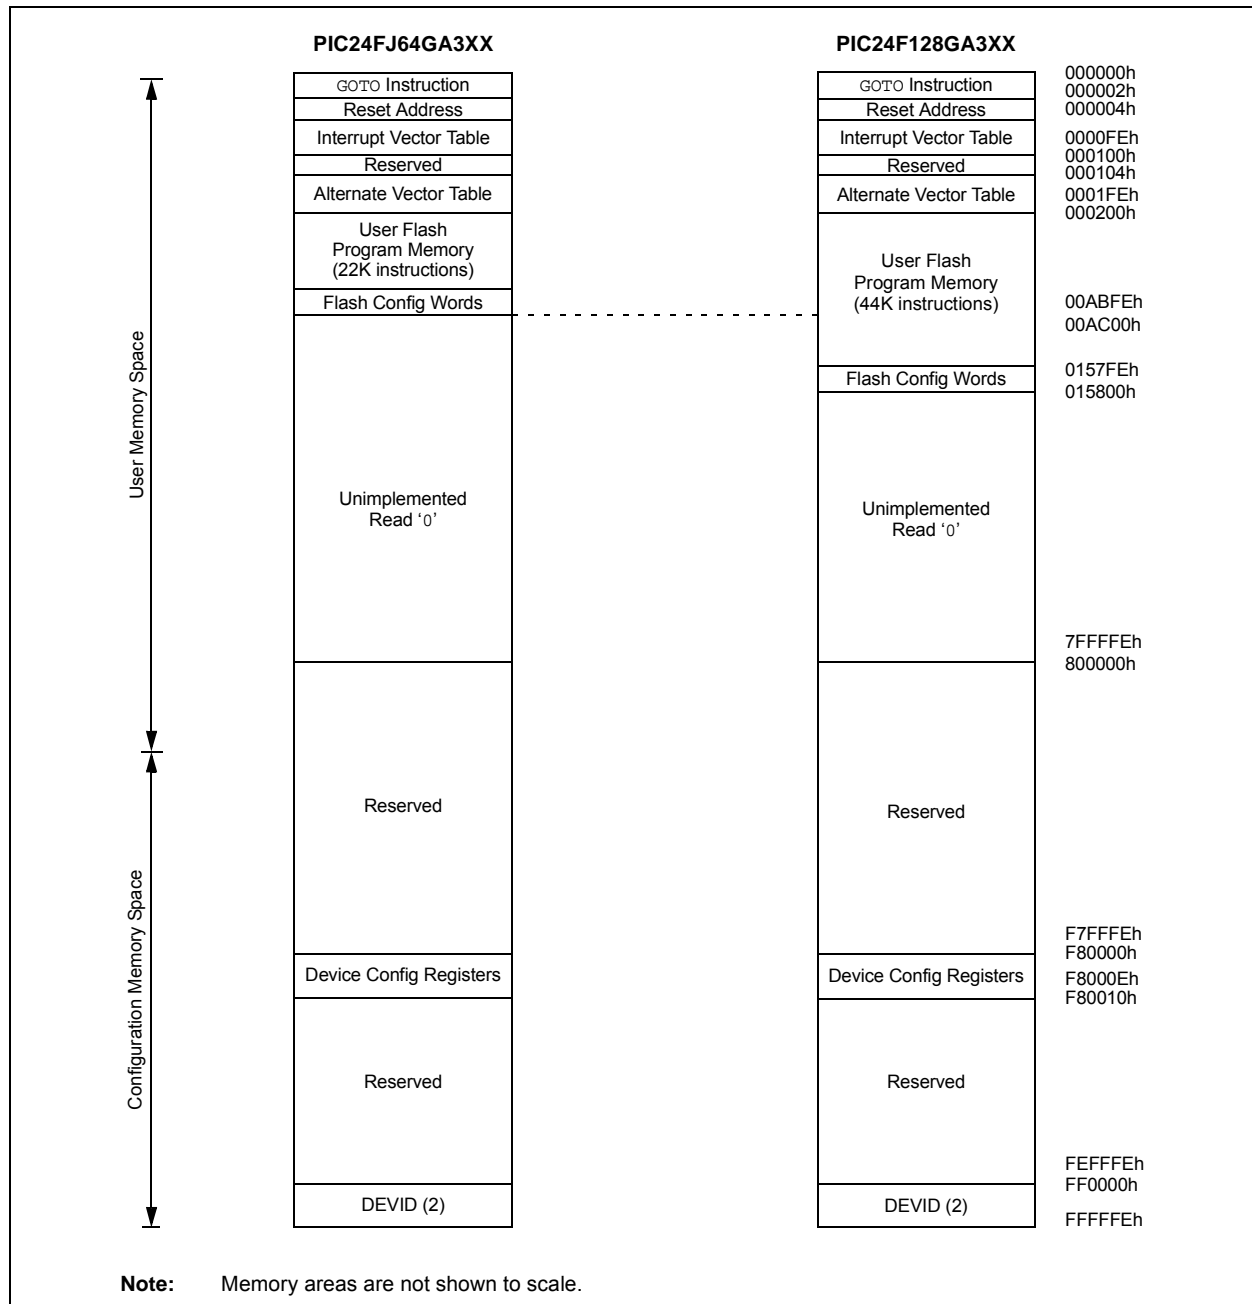 PIC24FJ64GA3XX
PIC24F128GA3XX
User Memory Space
Configuration Memory Space
GOTO Instruction
Reset Address
Interrupt Vector Table
Reserved
Alternate Vector Table
User Flash
Program Memory
(22K instructions)
Flash Config Words
Unimplemented
Read ‘0’
Reserved
Device Config Registers
Reserved
DEVID (2)
GOTO Instruction
Reset Address
Interrupt Vector Table
Reserved
Alternate Vector Table
User Flash
Program Memory
(44K instructions)
Flash Config Words
Unimplemented
Read ‘0’
Reserved
Device Config Registers
Reserved
DEVID (2)
000000h
000002h
000004h
0000FEh
000100h
000104h
0001FEh
000200h
00ABFEh
00AC00h
0157FEh
015800h
7FFFFEh
800000h
F7FFFEh
F80000h
F8000Eh
F80010h
FEFFFEh
FF0000h
FFFFFEh
Note: Memory areas are not shown to scale.